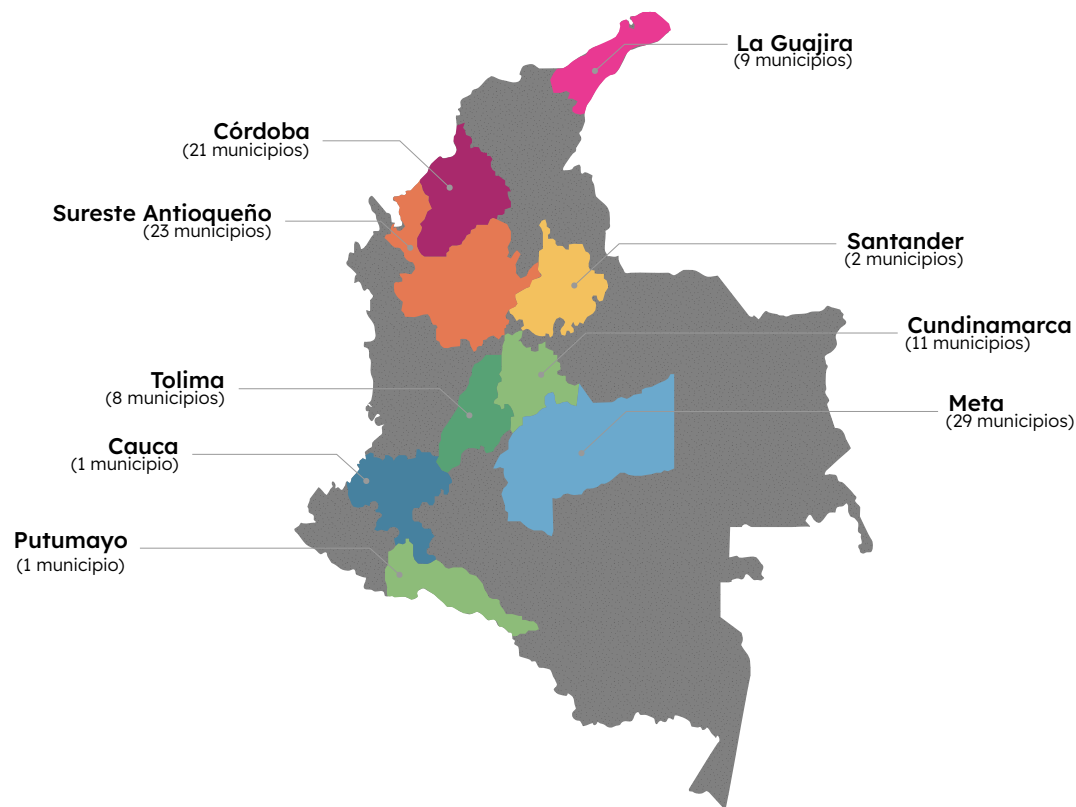 La Guajira
(9 municipios)
Córdoba
(21 municipios)
Sureste Antioqueño
(23 municipios)
Santander
(2 municipios)
Cundinamarca
(11 municipios)
Tolima
(8 municipios)
Meta
(29 municipios)
Cauca
(1 municipio)
Putumayo
(1 municipio)